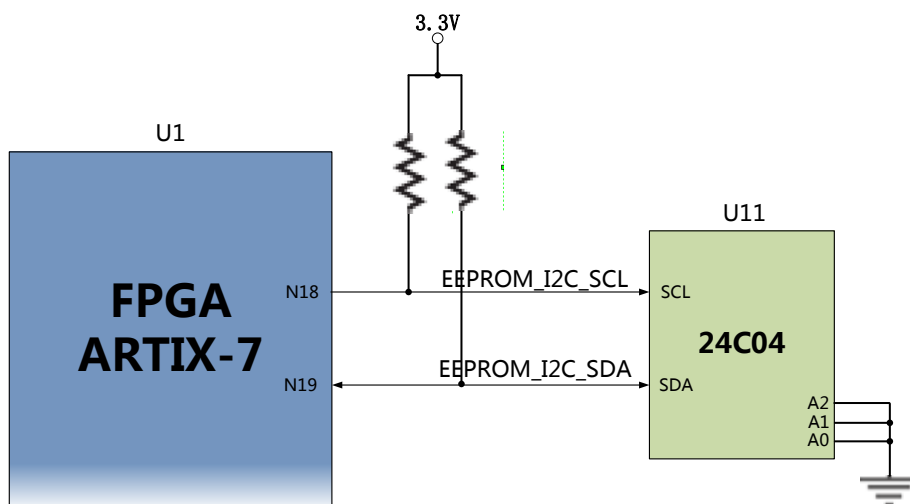 3.3V
U1
U11
FPGA
ARTIX-7
N18
EEPROM_I2C_SCL
SCL
24C04
N19
EEPROM_I2C_SDA
SDA
A2
A1
A0